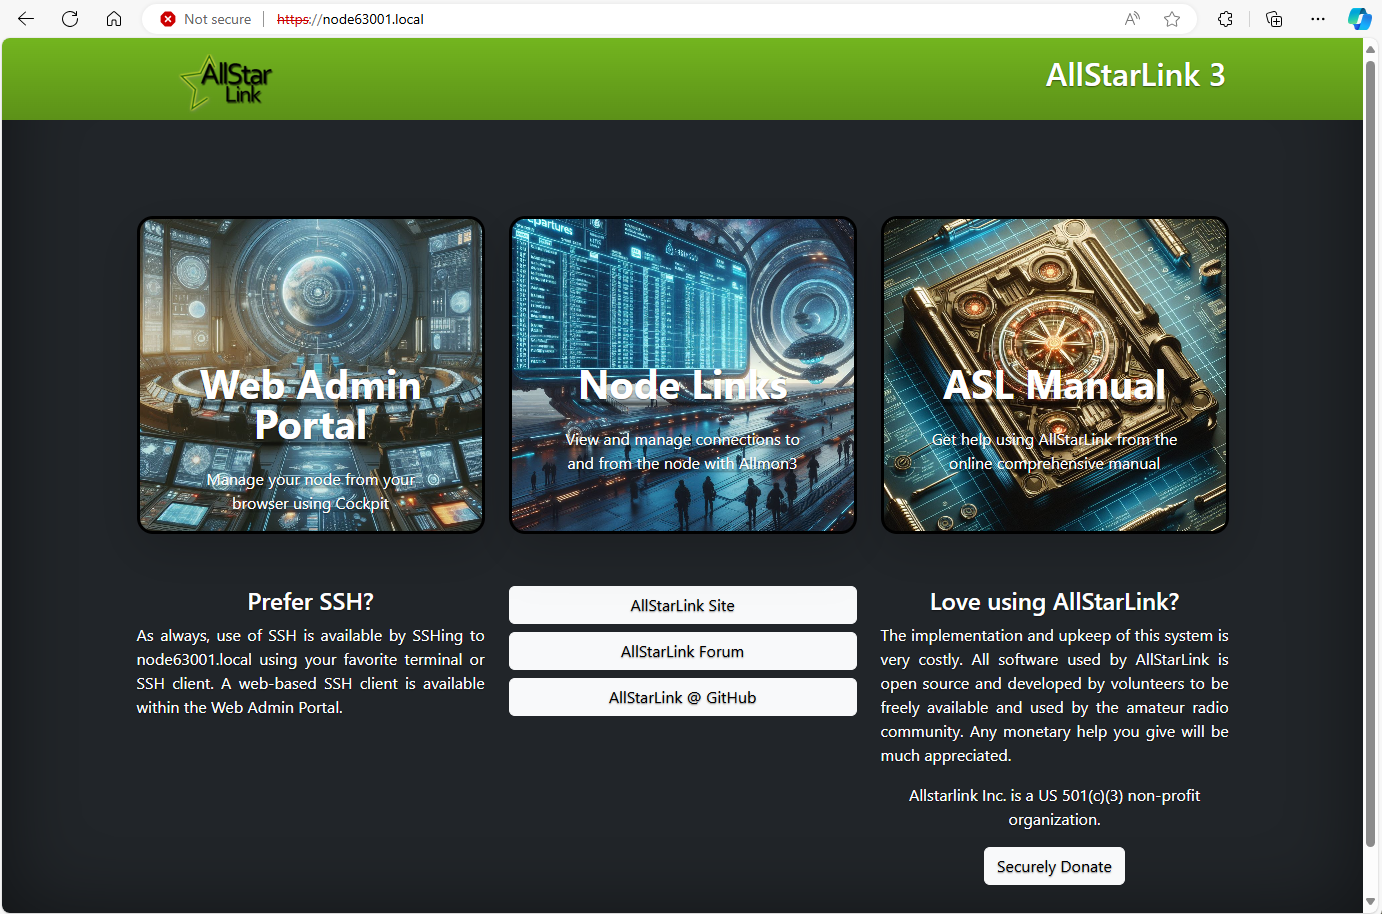 Not secure
https://node63001.local
AllStar
Link
AllStarLink 3
Web Admin
Portal
Manage your node from your
browser using Cockpit
partures
Node Links
View and manage connections to
and from the node with Allmon3
ASL Manual
Get help using AllStarLink from the
online comprehensive manual
Prefer SSH?
As always, use of SSH is available by SSHing to
node63001.local using your favorite terminal or
SSH client. A web-based SSH client is available
within the Web Admin Portal.
AllStarLink Site
AllStarLink Forum
AllStarLink @ GitHub
Love using AllStarLink?
The implementation and upkeep of this system is
very costly. All software used by AllStarLink is
open source and developed by volunteers to be
freely available and used by the amateur radio
community. Any monetary help you give will be
much appreciated.
Allstarlink Inc. is a US 501(c)(3) non-profit
organization.
Securely Donate